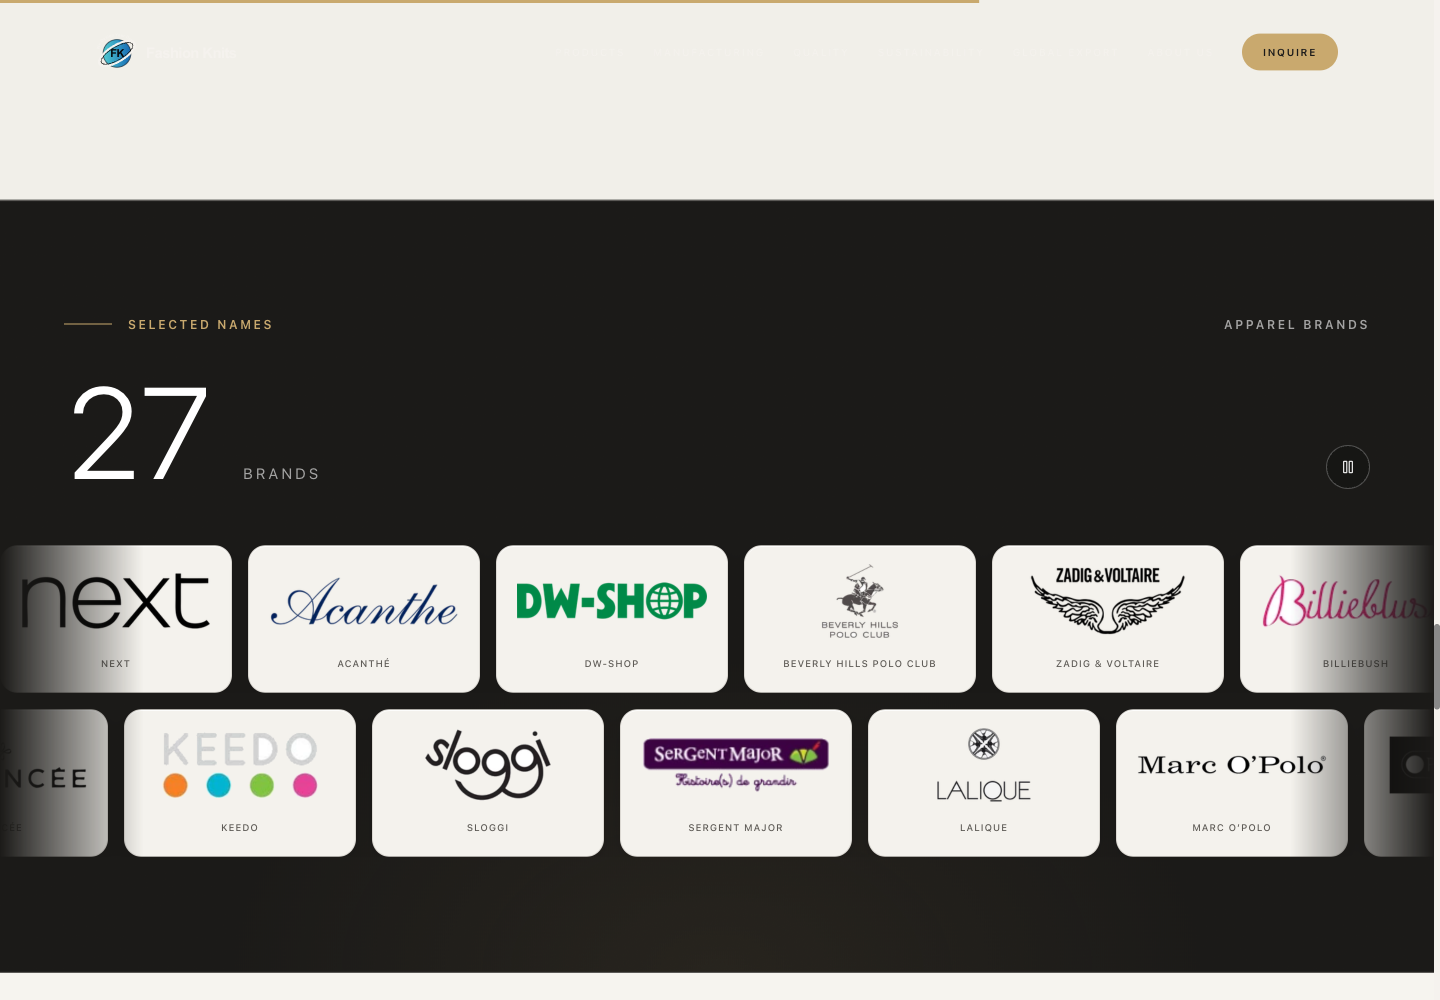 FK
INQUIRE
SELECTED NAMES
APPAREL BRANDS
27
BRANDS
next
Acanthe
DW-SHOP
BEVERLY HILLS
POLO CLUB
ZADIG & VOLTAIRE
Billieblus
NEXT
ACANTHÉ
DW-SHOP
BEVERLY HILLS POLO CLUB
ZADIG & VOLTAIRE
BILLIEBUSH
NCÉE
KEEDO
sloggi
SERGENT MAJOR
Histoire(s) de grandir
LALIQUE
Marc O'Polo®
KEEDO
SLOGGI
SERGENT MAJOR
LALIQUE
MARC O'POLO